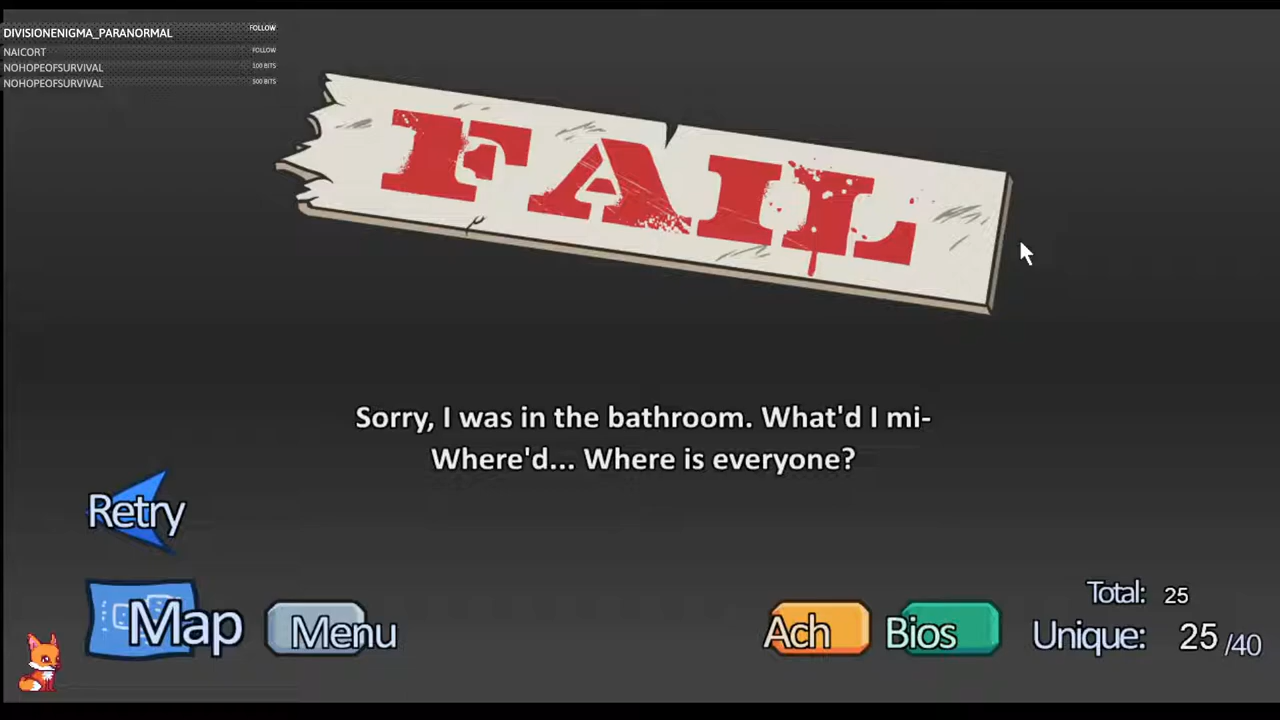 DIVISIONENIGMA_PARANORMAL FOLLOW
NAICORT FOLLOW
NOHOPEOFSURVIVAL 100 BITS
NOHOPEOFSURVIVAL 500 BITS
FAIL
Sorry, I was in the bathroom. What'd I mi-
Where'd... Where is everyone?
Retry
Map
Menu
Ach
Bios
Total: 25
Unique: 25 /40